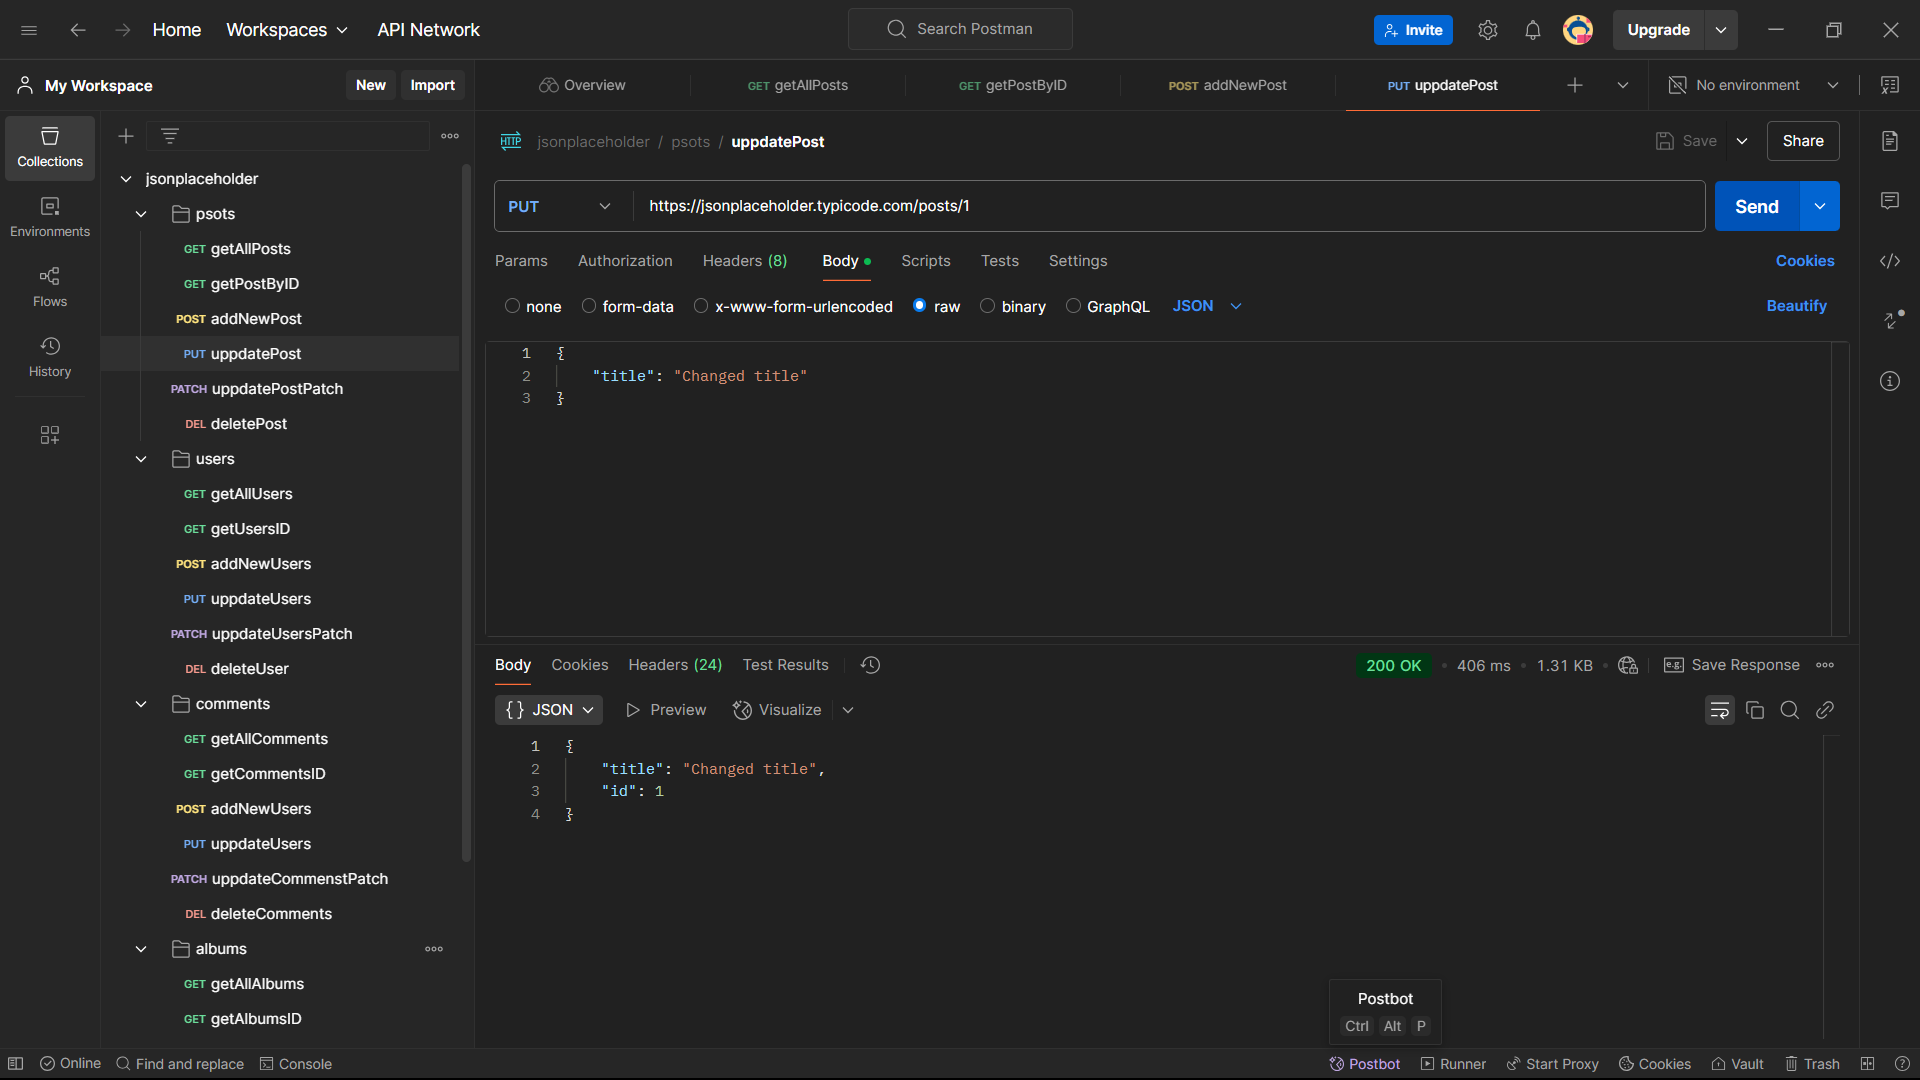 Home Workspaces API Network Search Postman Invite Upgrade
My Workspace New Import Overview GET getAllPosts GET getPostByID POST addNewPost PUT uppdatePost No environment
Collections
Environments
Flows
History
jsonplaceholder
psots
GET getAllPosts
GET getPostByID
POST addNewPost
PUT uppdatePost
PATCH uppdatePostPatch
DEL deletePost
users
GET getAllUsers
GET getUsersID
POST addNewUsers
PUT uppdateUsers
PATCH uppdateUsersPatch
DEL deleteUser
comments
GET getAllComments
GET getCommentsID
POST addNewUsers
PUT uppdateUsers
PATCH uppdateCommenstPatch
DEL deleteComments
albums
GET getAllAlbums
GET getAlbumsID
HTTP jsonplaceholder / psots / uppdatePost Save Share
PUT https://jsonplaceholder.typicode.com/posts/1 Send
Params Authorization Headers (8) Body Scripts Tests Settings Cookies
none form-data x-www-form-urlencoded raw binary GraphQL JSON Beautify
1 {
2 "title": "Changed title"
3 }
Body Cookies Headers (24) Test Results 200 OK 406 ms 1.31 KB e.g. Save Response
{} JSON Preview Visualize
1 {
2 "title": "Changed title",
3 "id": 1
4 }
Postbot
Ctrl Alt P
Online Find and replace Console Postbot Runner Start Proxy Cookies Vault Trash